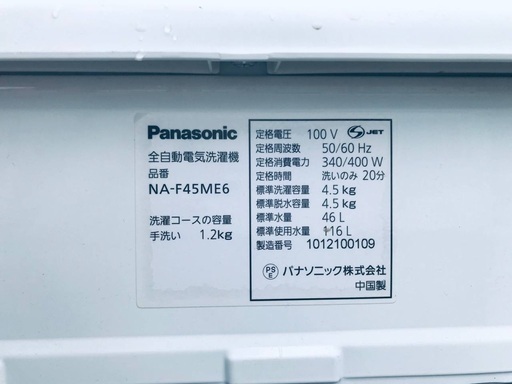 Panasonic
全自動電気洗濯機
品番
NA-F45ME6
洗濯コースの容量
手洗い 1.2kg
定格電圧 100 V S JET
定格周波数 50/60 Hz
定格消費電力 340/400 W
定格時間 洗いのみ 20分
標準洗濯容量 4.5kg
標準脱水容量 4.5kg
標準水量 46 L
標準使用水量 116 L
製造番号 1012100109
PS E パナソニック株式会社
中国製